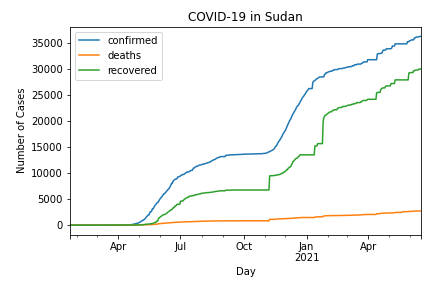 COVID-19 in Sudan
confirmed
deaths
recovered
Number of Cases
35000
30000
25000
20000
15000
10000
5000
0
Apr
Jul
Oct
Jan
2021
Apr
Day